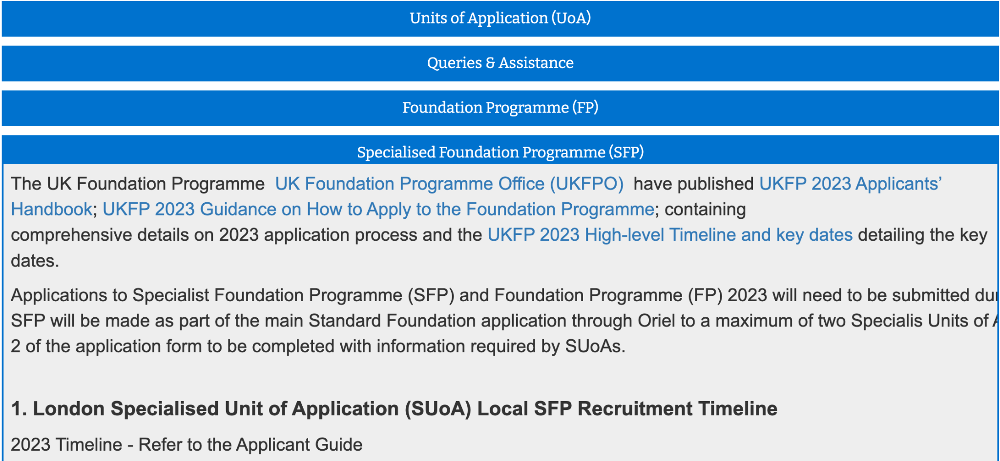 Units of Application (UoA)
Queries & Assistance
Foundation Programme (FP)
Specialised Foundation Programme (SFP)
The UK Foundation Programme UK Foundation Programme Office (UKFPO) have published UKFP 2023 Applicants’
Handbook; UKFP 2023 Guidance on How to Apply to the Foundation Programme; containing
comprehensive details on 2023 application process and the UKFP 2023 High-level Timeline and key dates detailing the key
dates.
Applications to Specialist Foundation Programme (SFP) and Foundation Programme (FP) 2023 will need to be submitted
SFP will be made as part of the main Standard Foundation application through Oriel to a maximum of two Specialis Units of
2 of the application form to be completed with information required by SUoAs.
1. London Specialised Unit of Application (SUoA) Local SFP Recruitment Timeline
2023 Timeline - Refer to the Applicant Guide